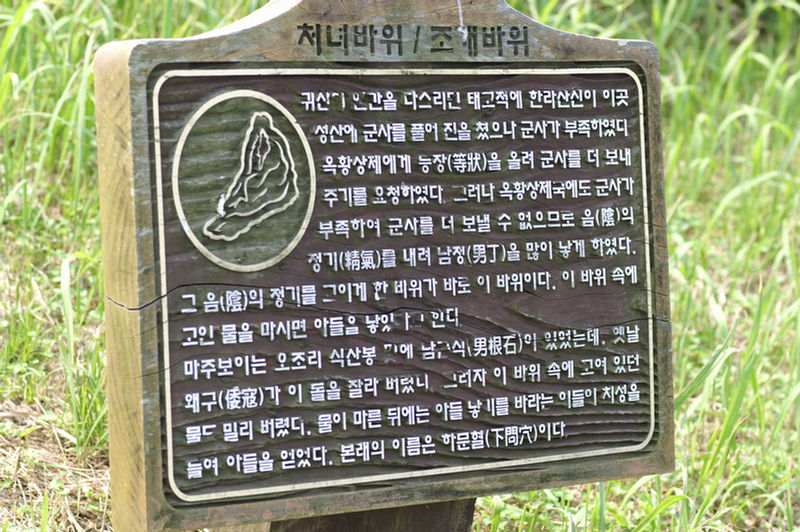 처녀바위 / 조개바위
귀신이 인간을 다스리던 태고적에 한라산신이 이곳
성산에 군사를 풀어 진을 쳤으나 군사가 부족하였다
옥황상제에게 등장(等狀)을 올려 군사를 더 보내
주기를 요청하였다. 그러나 옥황상제국에도 군사가
부족하여 군사를 더 보낼 수 없으므로 음(陰)의
정기(精氣)를 내려 남정(男丁)을 많이 낳게 하였다.
그 음(陰)의 정기를 고이게 한 바위가 바로 이 바위이다. 이 바위 속에
고인 물을 마시면 아들을 낳았다고 한다
마주보이는 오조리 식산봉 남근석(男根石)이 있었는데, 옛날
왜구(倭寇)가 이 돌을 잘라 버렸다. 그러자 이 바위 속에 고여 있던
물도 말라 버렸다. 물이 마른 뒤에는 아들 낳기를 바라는 이들이 치성을
들여 아들을 얻었다. 본래의 이름은 하문혈(下問穴)이다